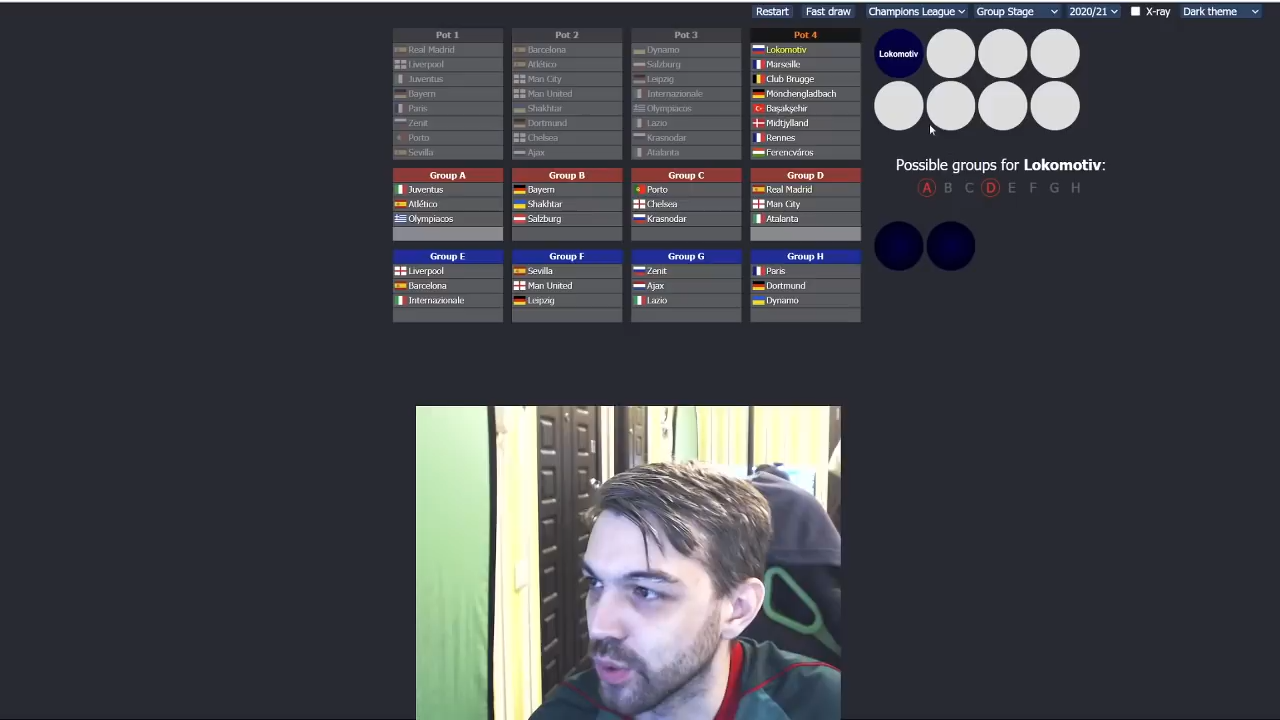 Restart Fast draw Champions League Group Stage 2020/21 X-ray Dark theme
Pot 1 Pot 2 Pot 3 Pot 4
Real Madrid Barcelona Dynamo Lokomotiv
Liverpool Atlético Salzburg Marseille
Juventus Man City Leipzig Club Brugge
Bayern Man United Internazionale Mönchengladbach
Paris Shakhtar Olympiacos Başakşehir
Zenit Dortmund Lazio Midtjylland
Porto Chelsea Krasnodar Rennes
Sevilla Ajax Atalanta Ferencváros
Group A Group B Group C Group D
Juventus Bayern Porto Real Madrid
Atlético Shakhtar Chelsea Man City
Olympiacos Salzburg Krasnodar Atalanta
Group E Group F Group G Group H
Liverpool Sevilla Zenit Paris
Barcelona Man United Ajax Dortmund
Internazionale Leipzig Lazio Dynamo
Lokomotiv
Possible groups for Lokomotiv:
A B C D E F G H